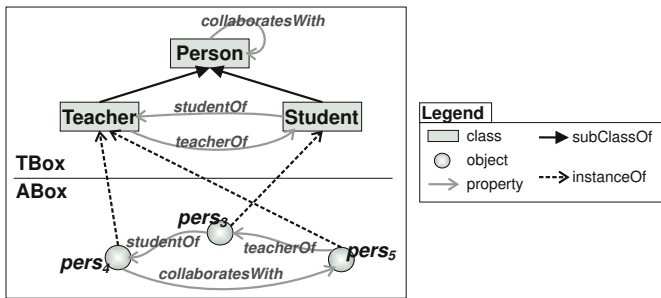 collaboratesWith
Person
studentOf
Teacher
Student
teacherOf
TBox
ABox
pers3
studentOf
teacherOf
pers4
pers5
collaboratesWith
Legend
class
subClassOf
object
property
instanceOf